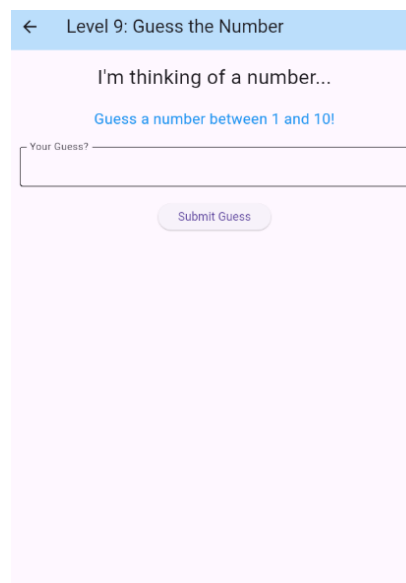 Level 9: Guess the Number
I'm thinking of a number...
Guess a number between 1 and 10!
Your Guess?
Submit Guess